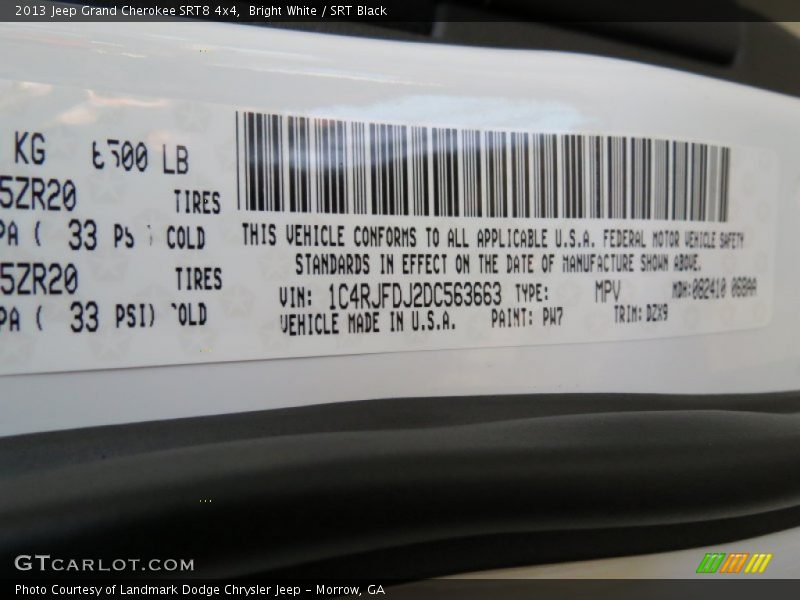 2013 Jeep Grand Cherokee SRT8 4x4, Bright White / SRT Black
KG 6500 LB
5ZR20 TIRES
PA ( 33 PS COLD
5ZR20 TIRES
PA ( 33 PSI) OLD
THIS VEHICLE CONFORMS TO ALL APPLICABLE U.S.A. FEDERAL MOTOR VEHICLE SAFETY
STANDARDS IN EFFECT ON THE DATE OF MANUFACTURE SHOWN ABOVE.
VIN: 1C4RJFDJ2DC563663 TYPE: MPV MDH: 082410 068AA
VEHICLE MADE IN U.S.A. PAINT: PW7 TRIM: DZX9
GTCARLOT.COM
Photo Courtesy of Landmark Dodge Chrysler Jeep – Morrow, GA